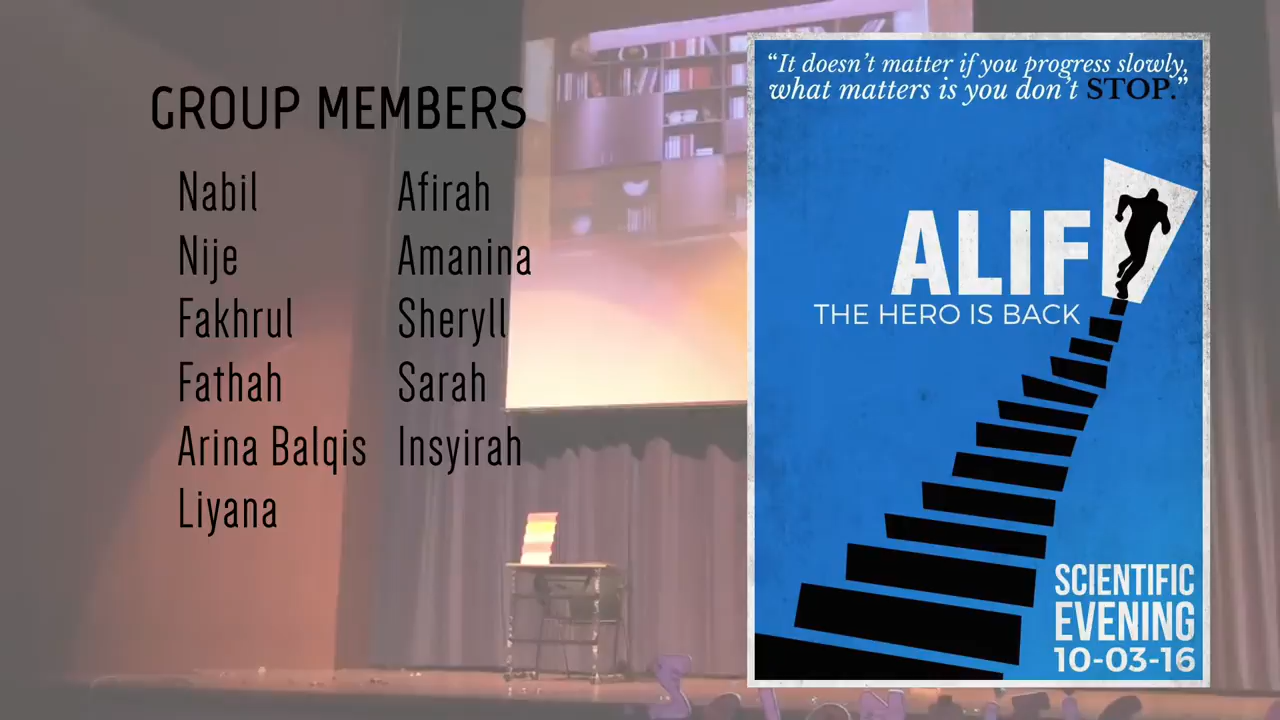 GROUP MEMBERS
Nabil
Nije
Fakhrul
Fathah
Arina Balqis
Liyana
Afirah
Amanina
Sheryll
Sarah
Insyirah
“It doesn’t matter if you progress slowly,
what matters is you don’t STOP.”
ALIF
THE HERO IS BACK
SCIENTIFIC
EVENING
10-03-16